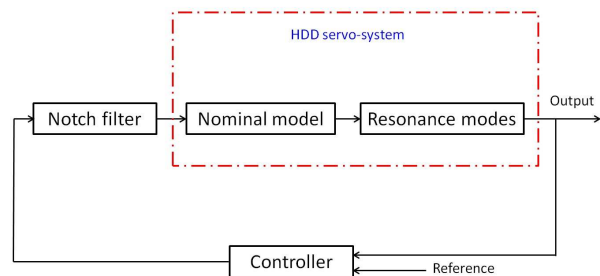 HDD servo-system
Output
Notch filter
Nominal model
Resonance modes
Controller
Reference